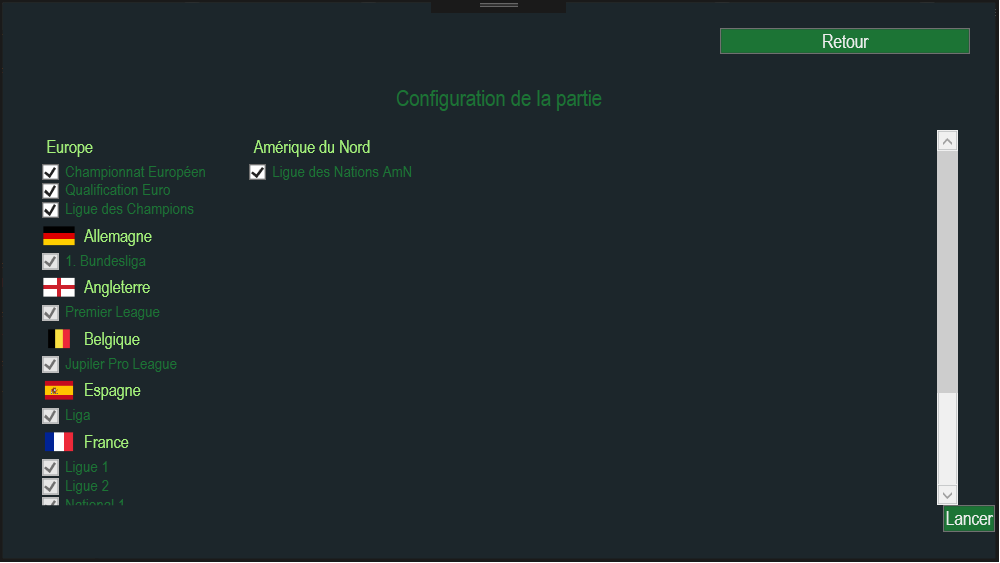 Retour
Configuration de la partie
Europe
Championnat Européen
Qualification Euro
Ligue des Champions
Allemagne
1. Bundesliga
Angleterre
Premier League
Belgique
Jupiler Pro League
Espagne
Liga
France
Ligue 1
Ligue 2
National 1
Amérique du Nord
Ligue des Nations AmN
Lancer